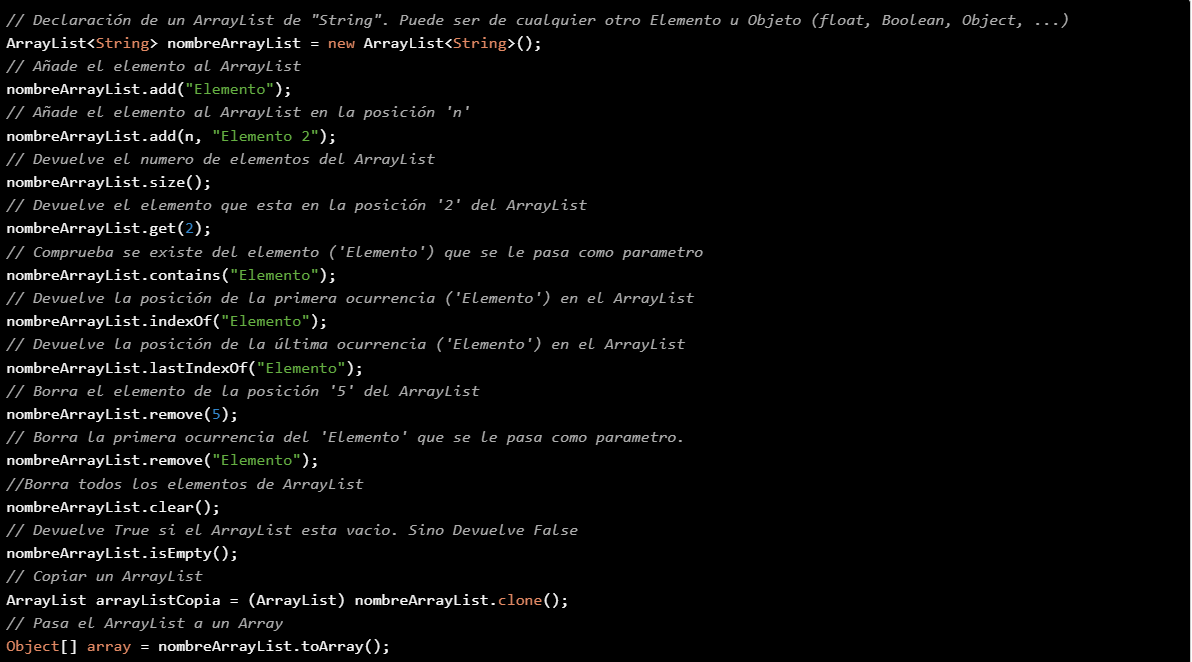 // Declaración de un ArrayList de "String". Puede ser de cualquier otro Elemento u Objeto (float, Boolean, Object, ...)
ArrayList<String> nombreArrayList = new ArrayList<String>();
// Añade el elemento al ArrayList
nombreArrayList.add("Elemento");
// Añade el elemento al ArrayList en la posición 'n'
nombreArrayList.add(n, "Elemento 2");
// Devuelve el numero de elementos del ArrayList
nombreArrayList.size();
// Devuelve el elemento que esta en la posición '2' del ArrayList
nombreArrayList.get(2);
// Comprueba se existe del elemento ('Elemento') que se le pasa como parametro
nombreArrayList.contains("Elemento");
// Devuelve la posición de la primera ocurrencia ('Elemento') en el ArrayList
nombreArrayList.indexOf("Elemento");
// Devuelve la posición de la última ocurrencia ('Elemento') en el ArrayList
nombreArrayList.lastIndexOf("Elemento");
// Borra el elemento de la posición '5' del ArrayList
nombreArrayList.remove(5);
// Borra la primera ocurrencia del 'Elemento' que se le pasa como parametro.
nombreArrayList.remove("Elemento");
//Borra todos los elementos de ArrayList
nombreArrayList.clear();
// Devuelve True si el ArrayList esta vacio. Sino Devuelve False
nombreArrayList.isEmpty();
// Copiar un ArrayList
ArrayList arrayListCopia = (ArrayList) nombreArrayList.clone();
// Pasa el ArrayList a un Array
Object[] array = nombreArrayList.toArray();